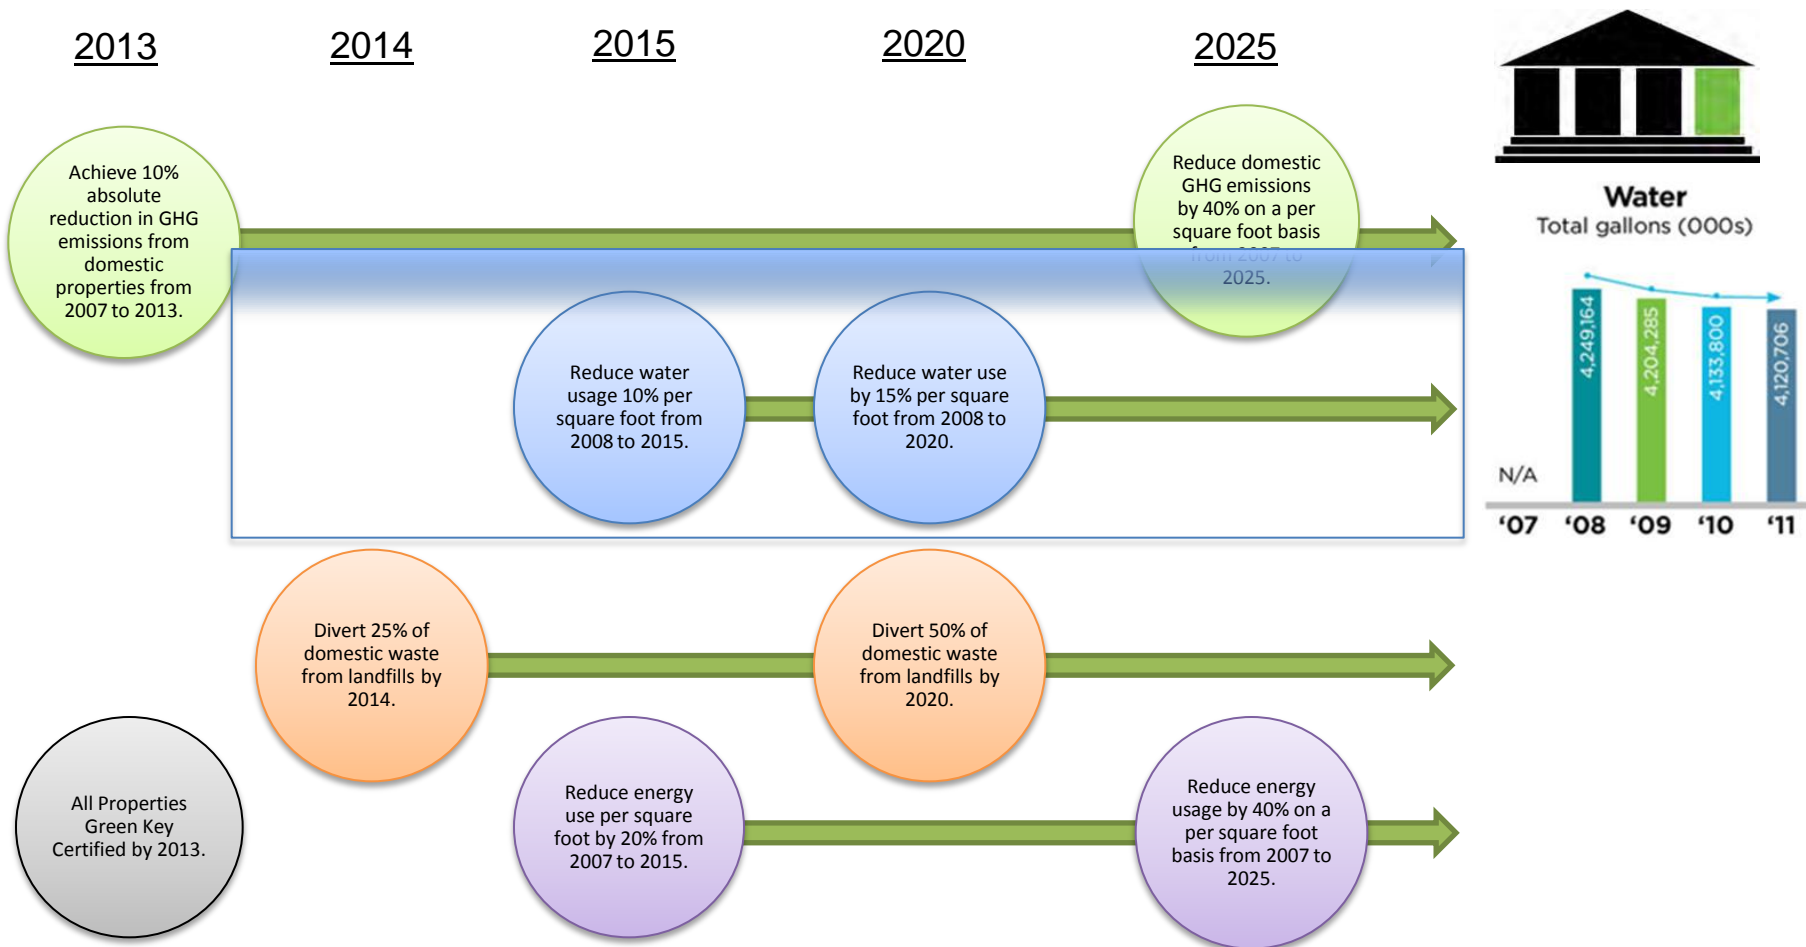 2013
2014
2015
2020
2025
Achieve 10%
absolute
reduction in GHG
emissions from
domestic
properties from
2007 to 2013.
Reduce domestic
GHG emissions
by 40% on a per
square foot basis
from 2007 to
2025.
Reduce water
usage 10% per
square foot from
2008 to 2015.
Reduce water use
by 15% per square
foot from 2008 to
2020.
Divert 25% of
domestic waste
from landfills by
2014.
Divert 50% of
domestic waste
from landfills by
2020.
All Properties
Green Key
Certified by 2013.
Reduce energy
use per square
foot by 20% from
2007 to 2015.
Reduce energy
usage by 40% on a
per square foot
basis from 2007 to
2025.
Water
Total gallons (000s)
N/A
4,249,164
4,204,285
4,133,800
4,120,706
‘07
‘08
‘09
‘10
‘11